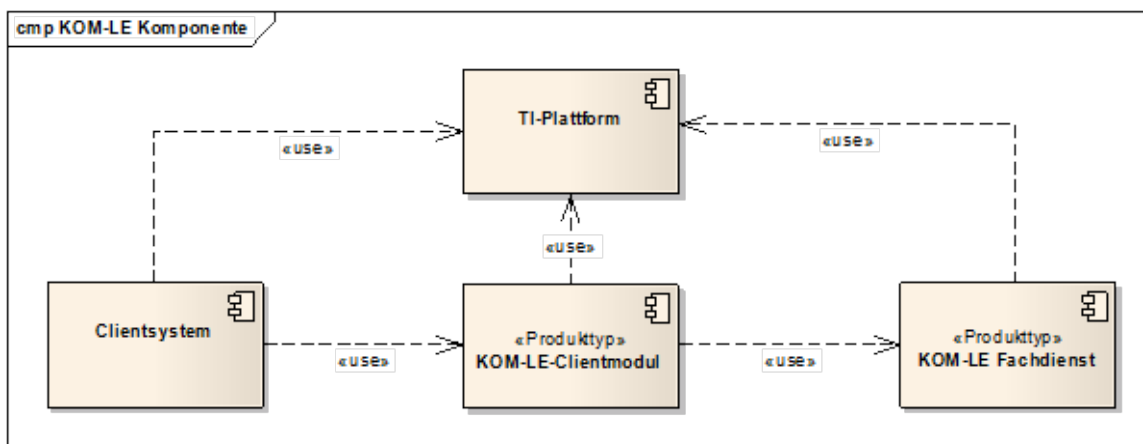 cmp KOM-LE Komponente
TI-Plattform
«use»
«use»
«use»
Clientsystem
«use»
«Produkttyp»
KOM-LE-Clientmodul
«use»
«Produkttyp»
KOM-LE Fachdienst